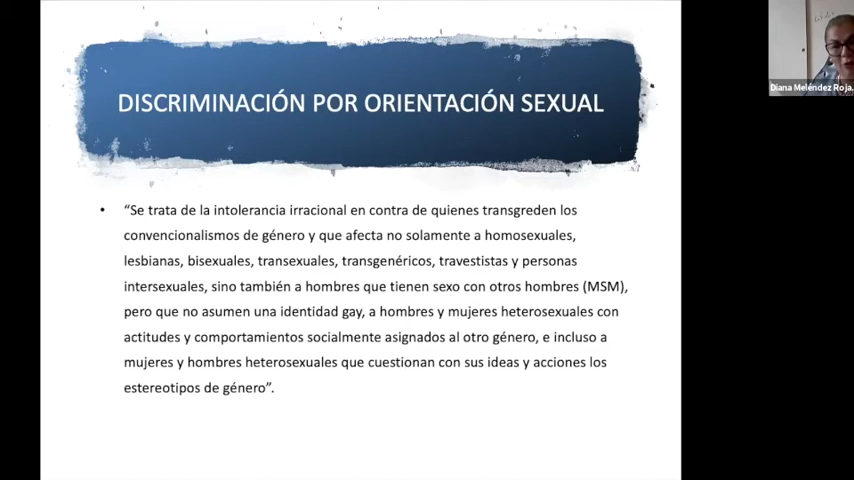 DISCRIMINACIÓN POR ORIENTACIÓN SEXUAL
• “Se trata de la intolerancia irracional en contra de quienes transgreden los
convencionalismos de género y que afecta no solamente a homosexuales,
lesbianas, bisexuales, transexuales, transgenéricos, travestistas y personas
intersexuales, sino también a hombres que tienen sexo con otros hombres (MSM),
pero que no asumen una identidad gay, a hombres y mujeres heterosexuales con
actitudes y comportamientos socialmente asignados al otro género, e incluso a
mujeres y hombres heterosexuales que cuestionan con sus ideas y acciones los
estereotipos de género”.
Diana Meléndez Roja